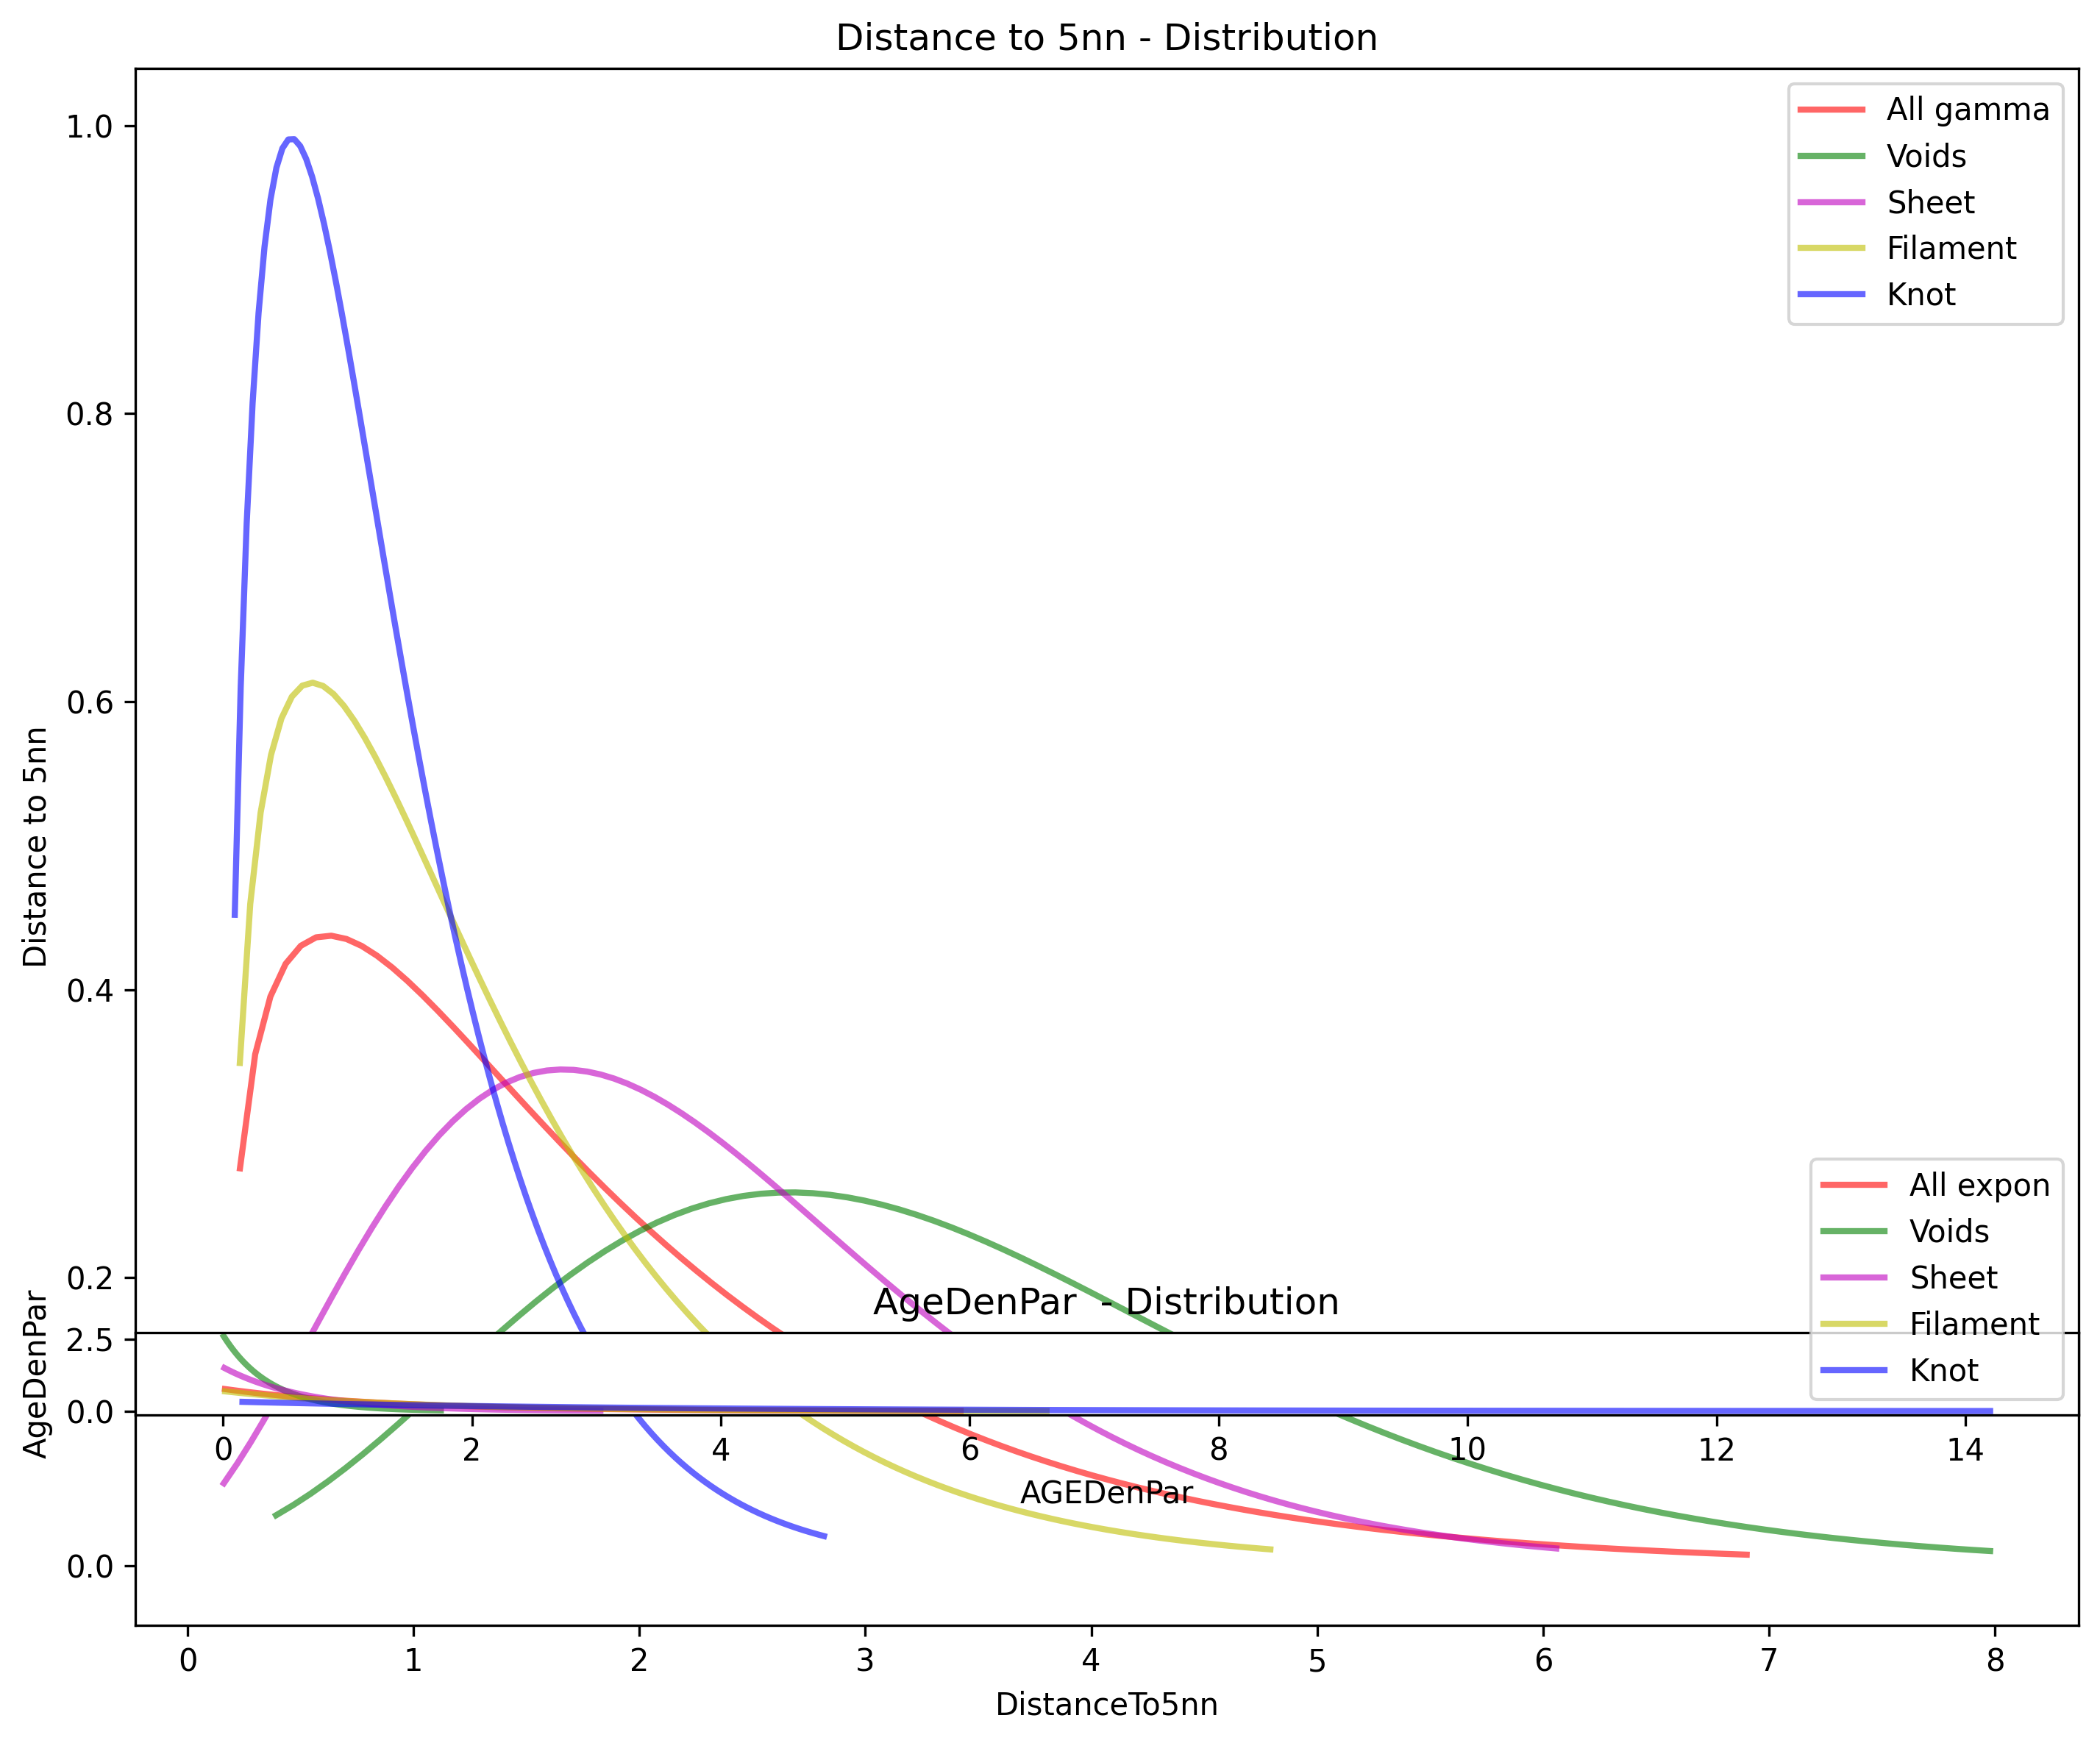 Distance to 5nn - Distribution
1.0
0.8
0.6
0.4
0.2
0.0
Distance to 5nn
All gamma
Voids
Sheet
Filament
Knot
0 1 2 3 4 5 6 7 8
DistanceTo5nn
AgeDenPar - Distribution
2.5
0.0
AgeDenPar
All expon
Voids
Sheet
Filament
Knot
0 2 4 6 8 10 12 14
AGEDenPar